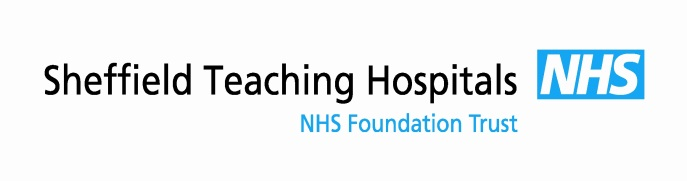 Sheffield Teaching Hospitals NHS
NHS Foundation Trust